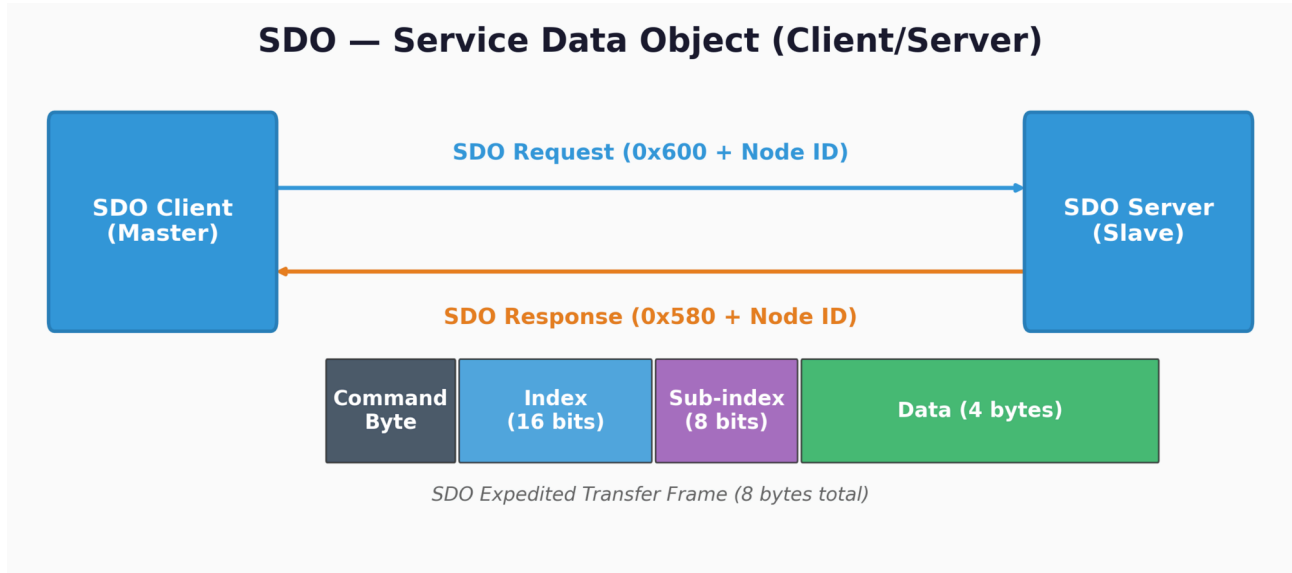 SDO — Service Data Object (Client/Server)
SDO Request (0x600 + Node ID)
SDO Client
(Master)
SDO Server
(Slave)
SDO Response (0x580 + Node ID)
Command
Byte
Index
(16 bits)
Sub-index
(8 bits)
Data (4 bytes)
SDO Expedited Transfer Frame (8 bytes total)